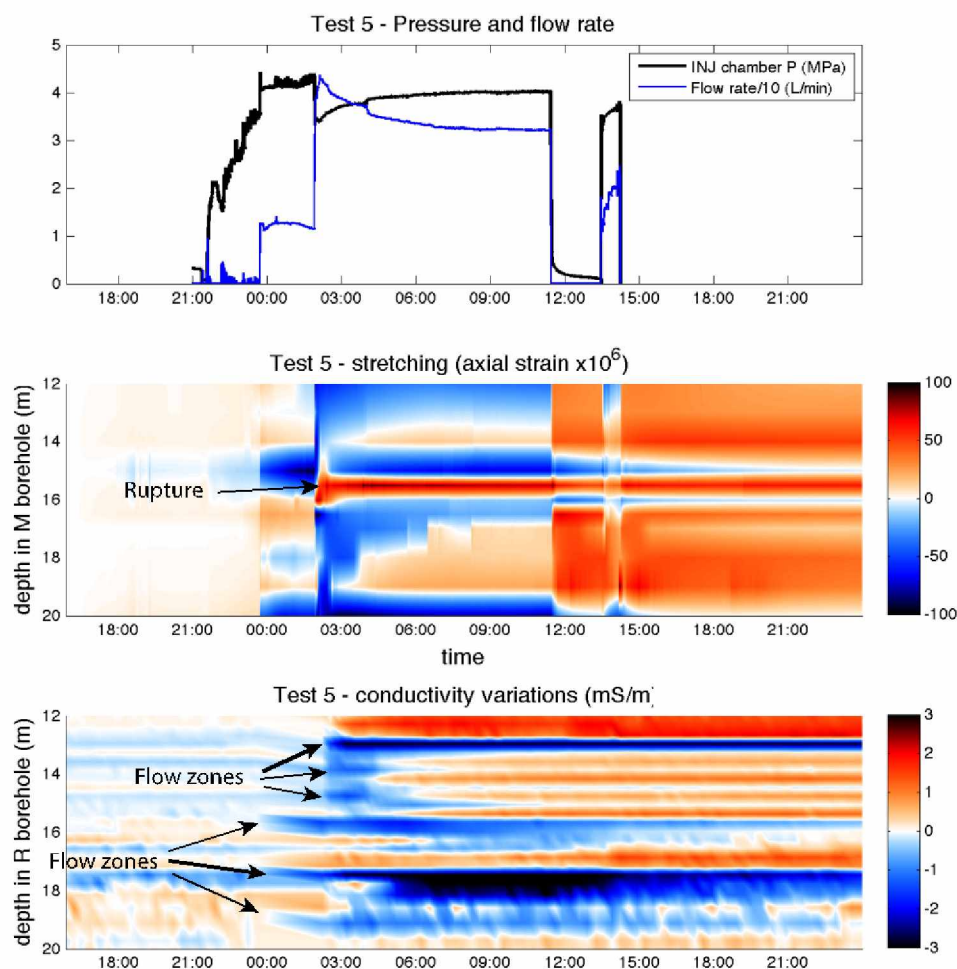 Test 5 - Pressure and flow rate
5
4
3
2
1
0
INJ chamber P (MPa)
Flow rate/10 (L/min)
18:00 21:00 00:00 02:00 06:00 09:00 12:00 15:00 18:00 21:00
Test 5 - stretching (axial strain x10⁶)
depth in M borehole (m)
12
14
16
18
20
Rupture
100
50
0
-50
-100
18:00 21:00 00:00 03:00 06:00 09:00 12:00 15:00 18:00 21:00
time
Test 5 - conductivity variations (mS/m)
depth in R borehole (m)
12
14
16
18
20
Flow zones
Flow zones
3
2
1
0
-1
-2
-3
18:00 21:00 00:00 03:00 06:00 09:00 12:00 15:00 18:00 21:00